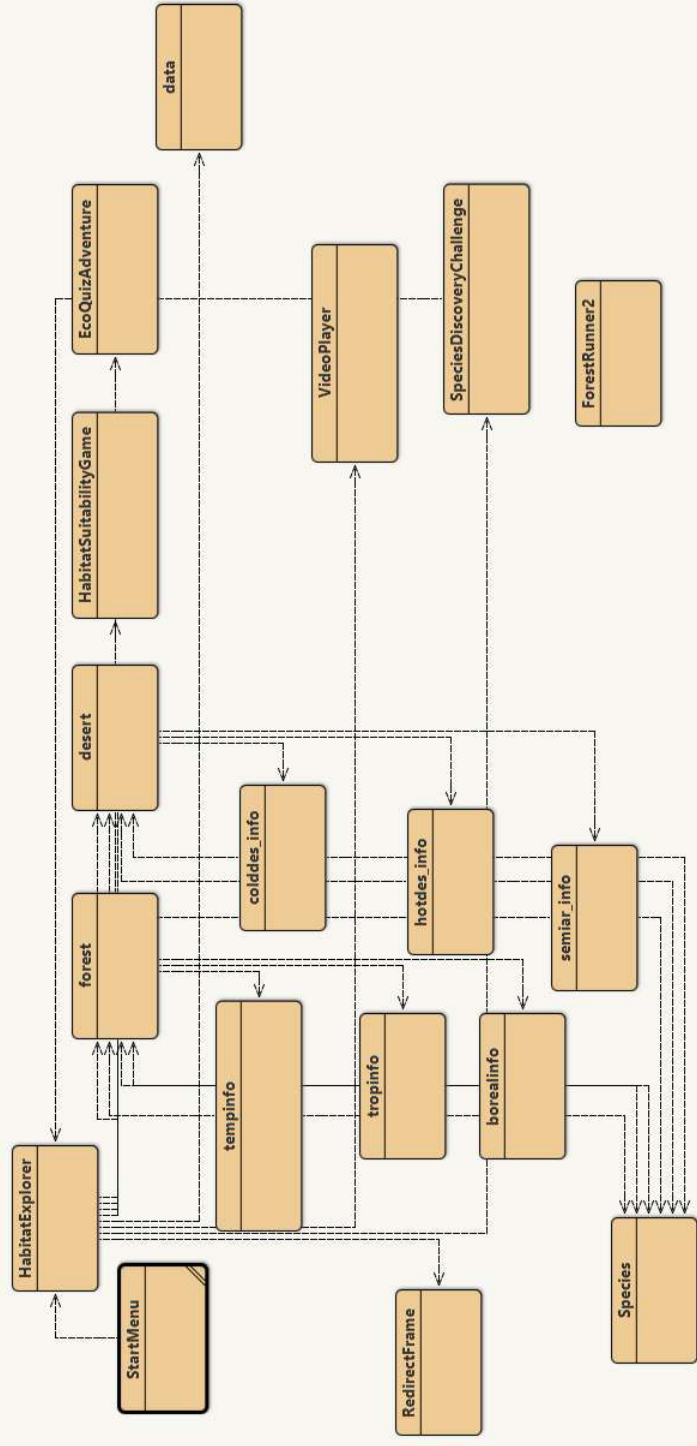 HabitatExplorer
StartMenu
forest
desert
HabitatSuitabilityGame
EcoQuizAdventure
data
tempinfo
colddes_info
VideoPlayer
tropinfo
hotdes_info
RedirectFrame
borealinfo
SpeciesDiscoveryChallenge
semiar_info
ForestRunner2
Species